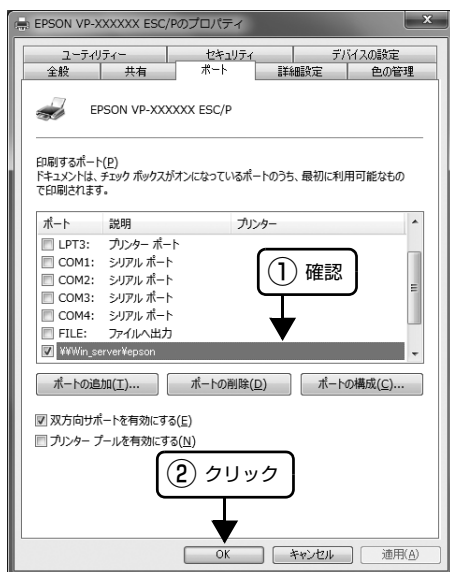 EPSON VP-XXXXXX ESC/Pのプロパティ
ユーティリティー セキュリティ デバイスの設定
全般 共有 ポート 詳細設定 色の管理
EPSON VP-XXXXXX ESC/P
印刷するポート(P)
ドキュメントは、チェック ボックスがオンになっているポートのうち、最初に利用可能なもの
で印刷されます。
ポート 説明 プリンター
LPT3: プリンター ポート
COM1: シリアル ポート
COM2: シリアル ポート
COM3: シリアル ポート
COM4: シリアル ポート
FILE: ファイルへ出力
¥¥Win_server¥epson
① 確認
ポートの追加(T)... ポートの削除(D) ポートの構成(C)...
双方向サポートを有効にする(E)
プリンター プールを有効にする(N)
② クリック
OK キャンセル 適用(A)